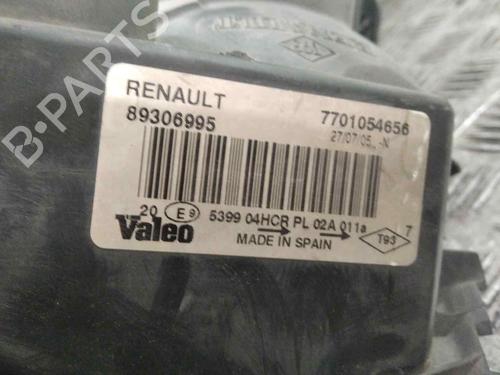 B-PARTS
RENAULT
89306995
7701054656
27/07/05 -N
20 E9 5399 04HCR PL 02A 011a 7
Valeo
MADE IN SPAIN
T93